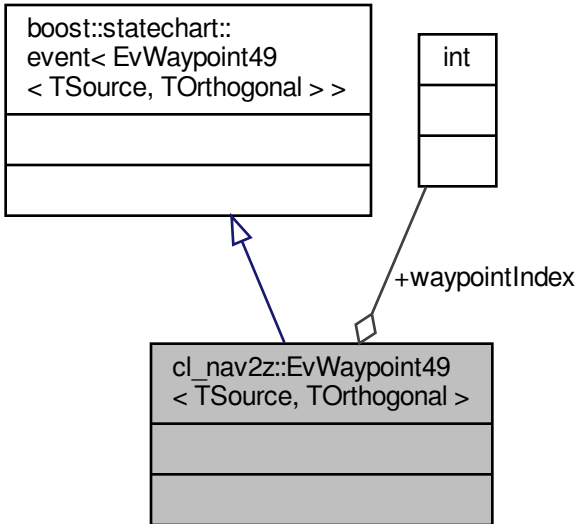 boost::statechart::
event< EvWaypoint49
< TSource, TOrthogonal > >
int
+waypointIndex
cl_nav2z::EvWaypoint49
< TSource, TOrthogonal >